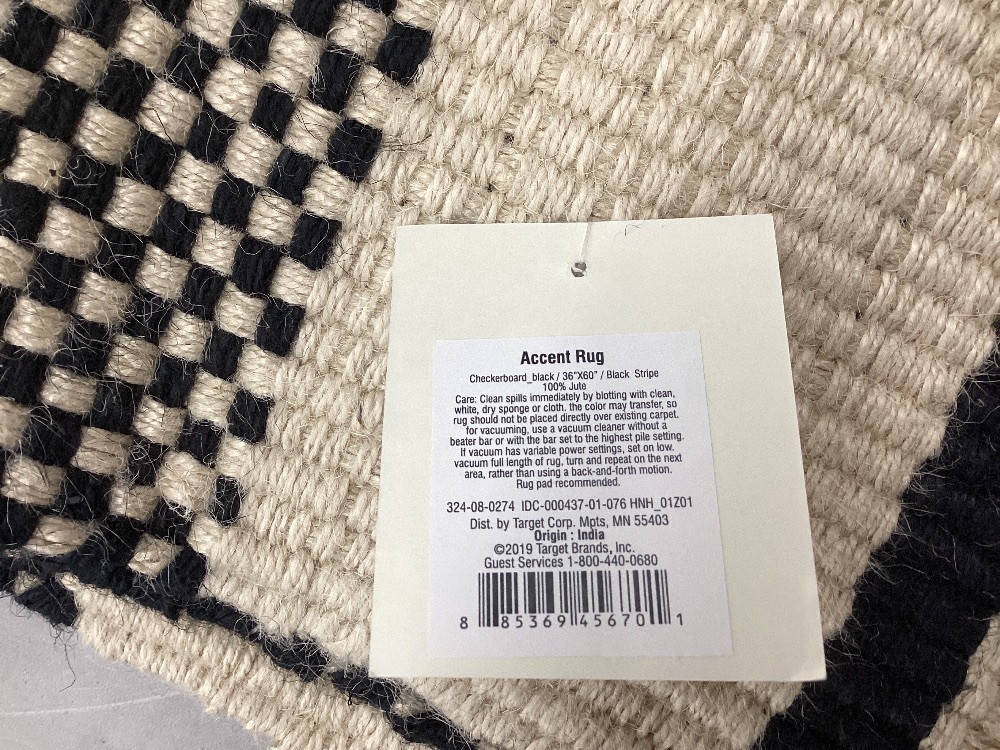 Accent Rug
Checkerboard_black / 36"X60" / Black Stripe
100% Jute
Care: Clean spills immediately by blotting with clean,
white, dry sponge or cloth. the color may transfer, so
rug should not be placed directly over existing carpet.
for vacuuming, use a vacuum cleaner without a
beater bar or with the bar set to the highest pile setting.
If vacuum has variable power settings, set on low.
vacuum full length of rug, turn and repeat on the next
area, rather than using a back-and-forth motion.
Rug pad recommended.
324-08-0274 IDC-000437-01-076 HNH_01Z01
Dist. by Target Corp. Mpts, MN 55403
Origin : India
©2019 Target Brands, Inc.
Guest Services 1-800-440-0680
8 85369 45670 1